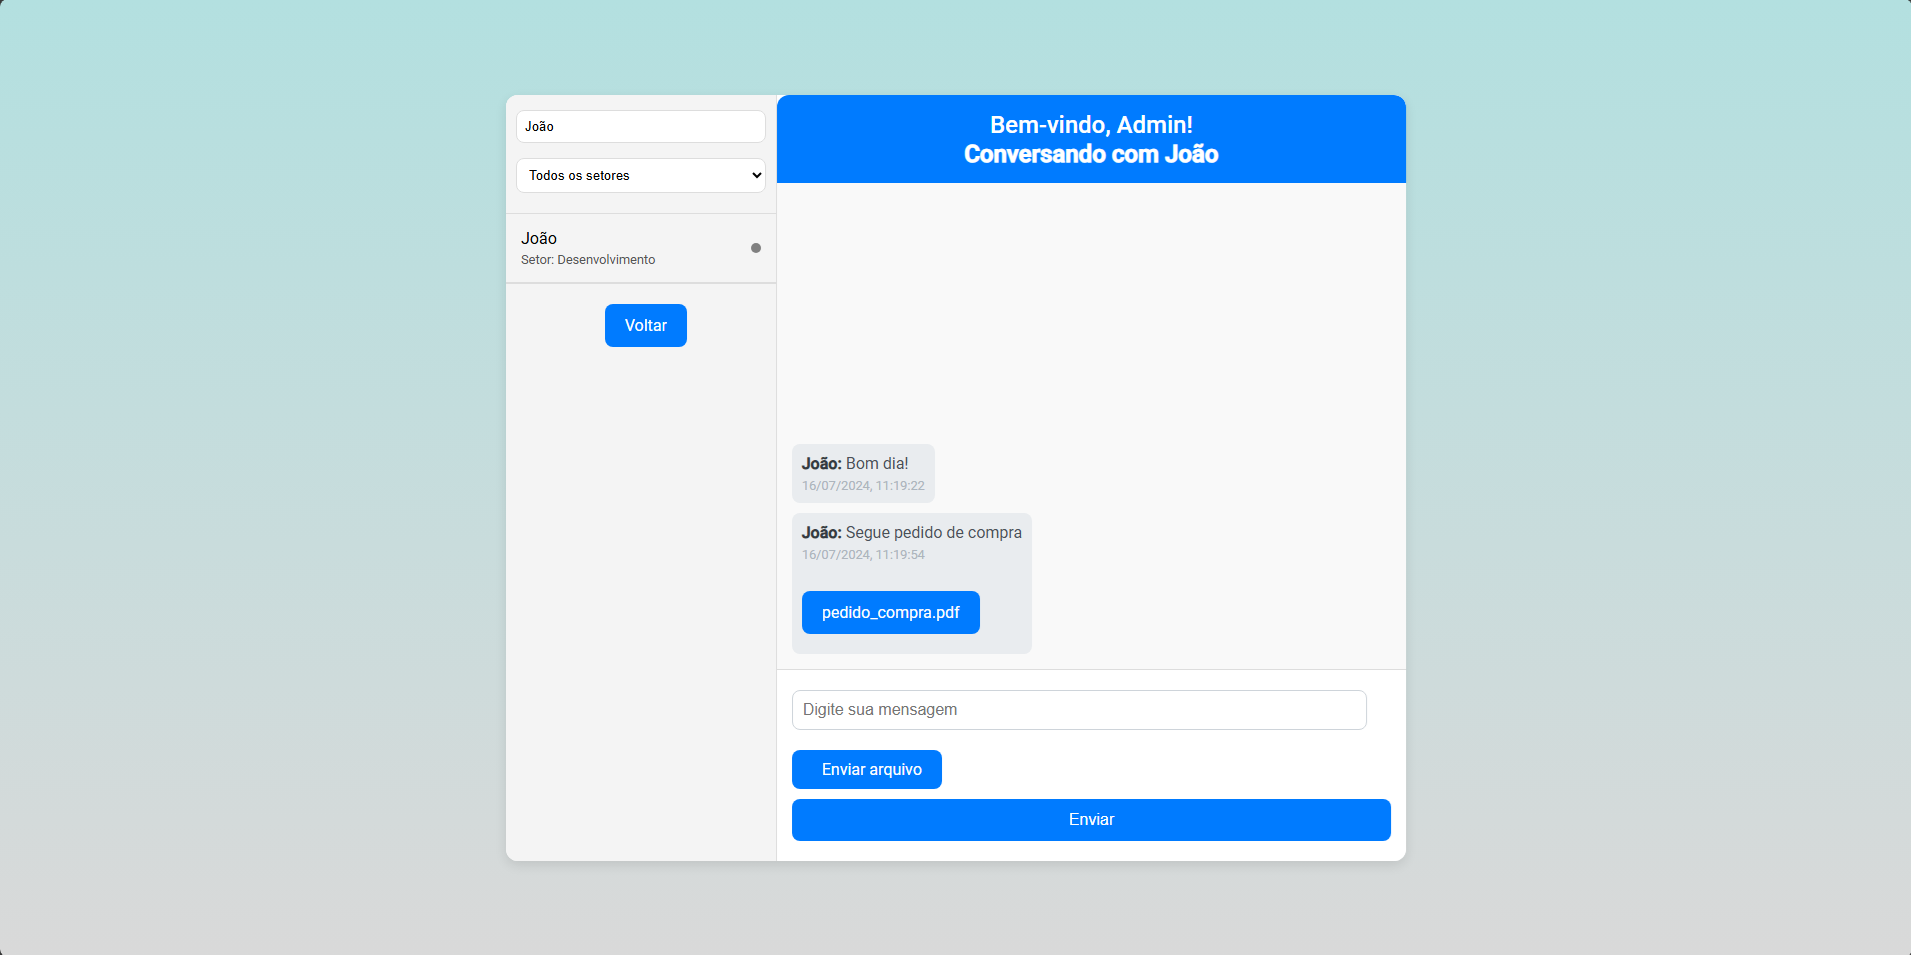 João
Todos os setores
João
Setor: Desenvolvimento
Voltar
Bem-vindo, Admin!
Conversando com João
João: Bom dia!
16/07/2024, 11:19:22
João: Segue pedido de compra
16/07/2024, 11:19:54
pedido_compra.pdf
Digite sua mensagem
Enviar arquivo
Enviar